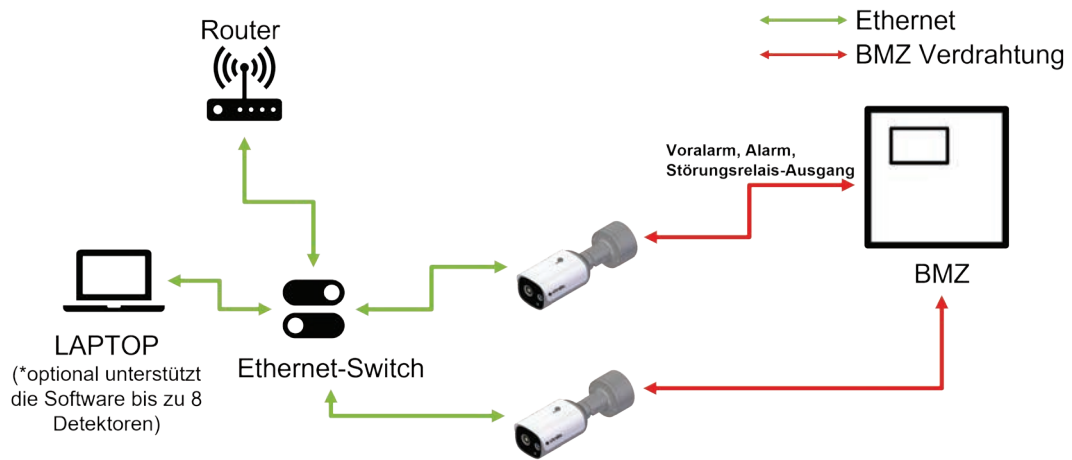 Router
Ethernet
BMZ Verdrahtung
Voralarm, Alarm,
Störungsrelais-Ausgang
BMZ
LAPTOP
(*optional unterstützt
die Software bis zu 8
Detektoren)
Ethernet-Switch